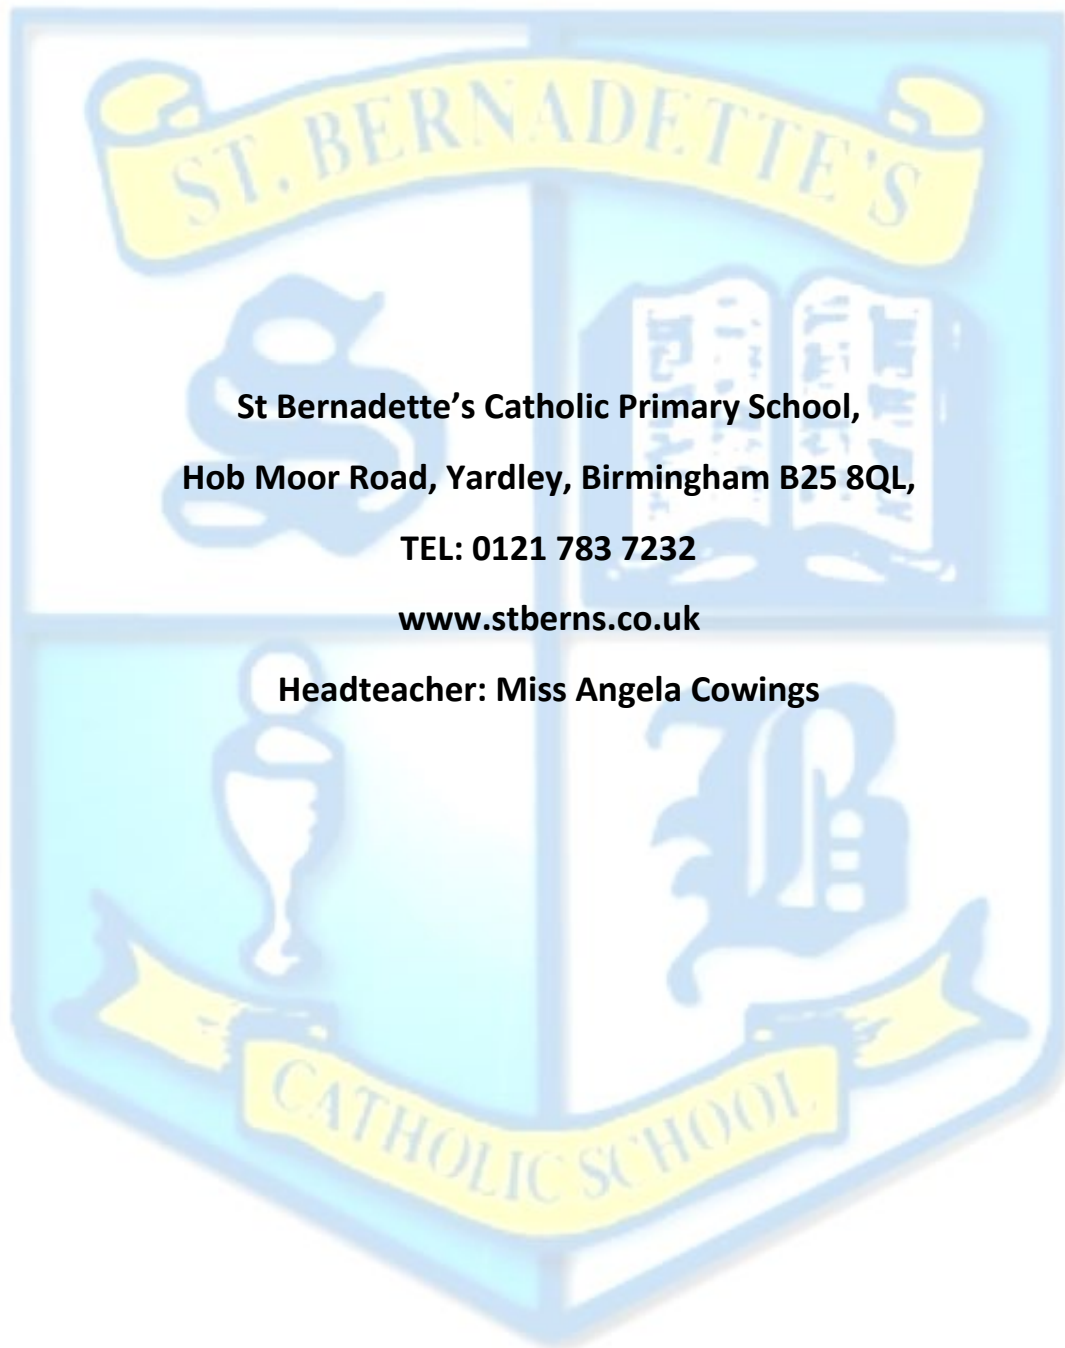 ST. BERNADETTE'S
St Bernadette’s Catholic Primary School,
Hob Moor Road, Yardley, Birmingham B25 8QL,
TEL: 0121 783 7232
www.stberns.co.uk
Headteacher: Miss Angela Cowings
S
B
CATHOLIC SCHOOL